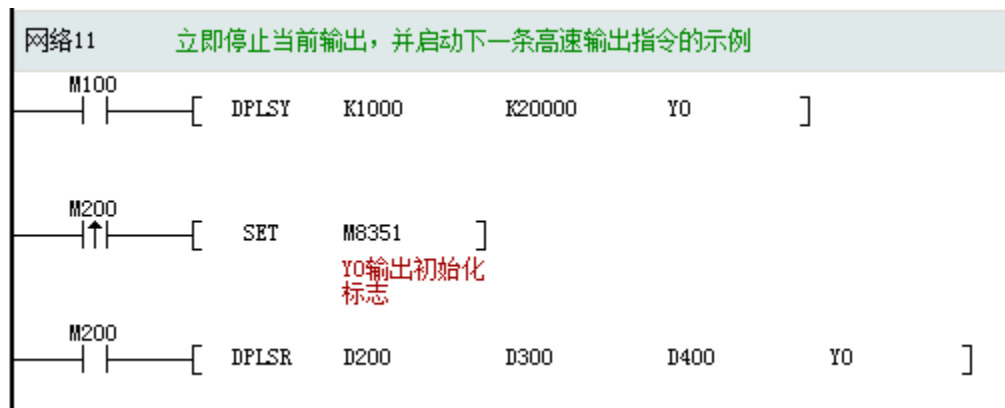 网络11 立即停止当前输出，并启动下一条高速输出指令的示例
M100
[ DPLSY K1000 K20000 Y0 ]
M200
[ SET M8351 ]
Y0输出初始化
标志
M200
[ DPLSR D200 D300 D400 Y0 ]